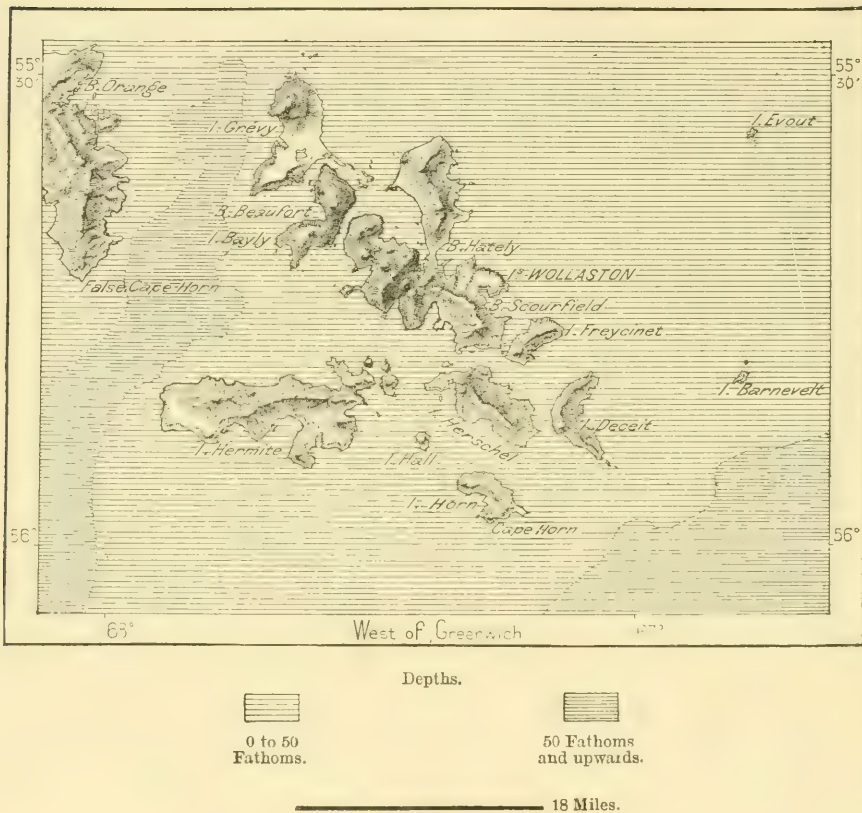 55°
30'
55°
30'
B. Orange
I. Grévy
I. Evout
B. Beaufort
I. Bayly
B. Hately
Is WOLLASTON
False Cape Horn
B. Scourfield
I. Freycinet
I. Barnevelt
I. Herschel
I. Deceit
I. Hermite
I. Hall
I. Horn
Cape Horn
56°
56°
68°
West of Greenwich
Depths.
0 to 50
Fathoms.
50 Fathoms
and upwards.
18 Miles.